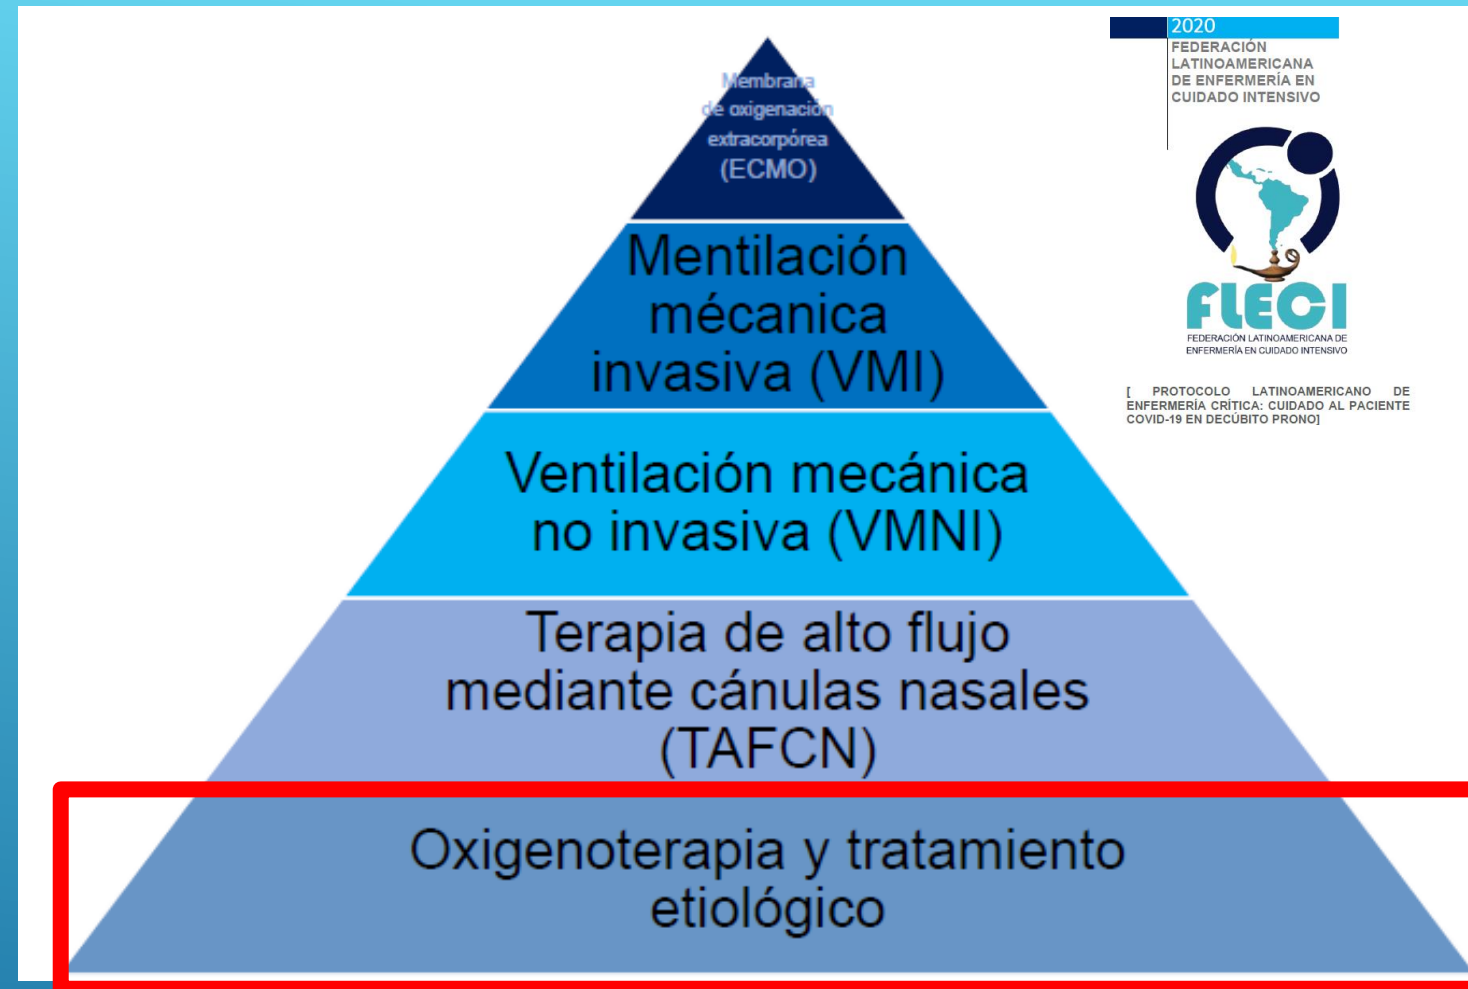 Membrana
de oxigenación
extracorpórea
(ECMO)
Mentilación
mécanica
invasiva (VMI)
Ventilación mecánica
no invasiva (VMNI)
Terapia de alto flujo
mediante cánulas nasales
(TAFCN)
Oxigenoterapia y tratamiento
etiológico
2020
FEDERACIÓN
LATINOAMERICANA
DE ENFERMERÍA EN
CUIDADO INTENSIVO
FLECI
FEDERACIÓN LATINOAMERICANA DE
ENFERMERÍA EN CUIDADO INTENSIVO
[ PROTOCOLO LATINOAMERICANO DE
ENFERMERÍA CRÍTICA: CUIDADO AL PACIENTE
COVID-19 EN DECÚBITO PRONO]